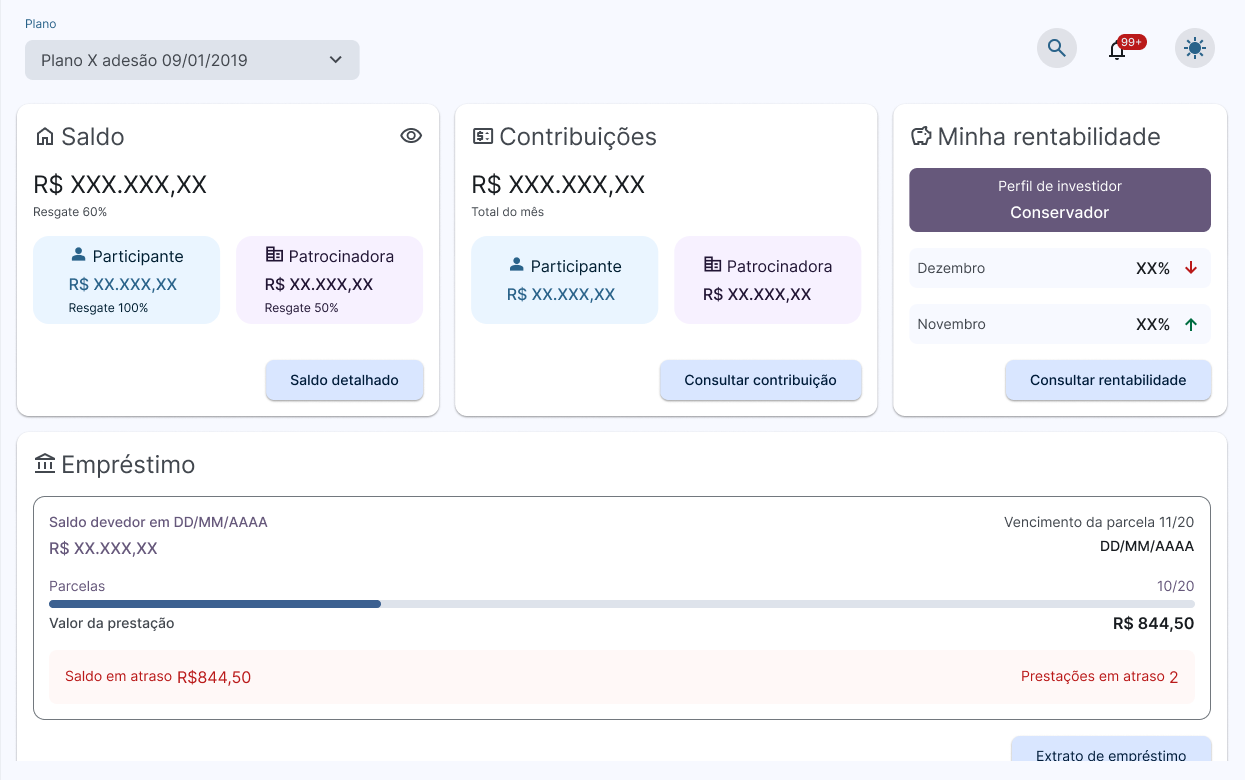 Plano
Plano X adesão 09/01/2019
99+
Saldo
R$ XXX.XXX,XX
Resgate 60%
Participante
R$ XX.XXX,XX
Resgate 100%
Patrocinadora
R$ XX.XXX,XX
Resgate 50%
Saldo detalhado
Contribuições
R$ XXX.XXX,XX
Total do mês
Participante
R$ XX.XXX,XX
Patrocinadora
R$ XX.XXX,XX
Consultar contribuição
Minha rentabilidade
Perfil de investidor
Conservador
Dezembro XX%
Novembro XX%
Consultar rentabilidade
Empréstimo
Saldo devedor em DD/MM/AAAA
R$ XX.XXX,XX
Vencimento da parcela 11/20
DD/MM/AAAA
Parcelas 10/20
Valor da prestação R$ 844,50
Saldo em atraso R$844,50
Prestações em atraso 2
Extrato de empréstimo